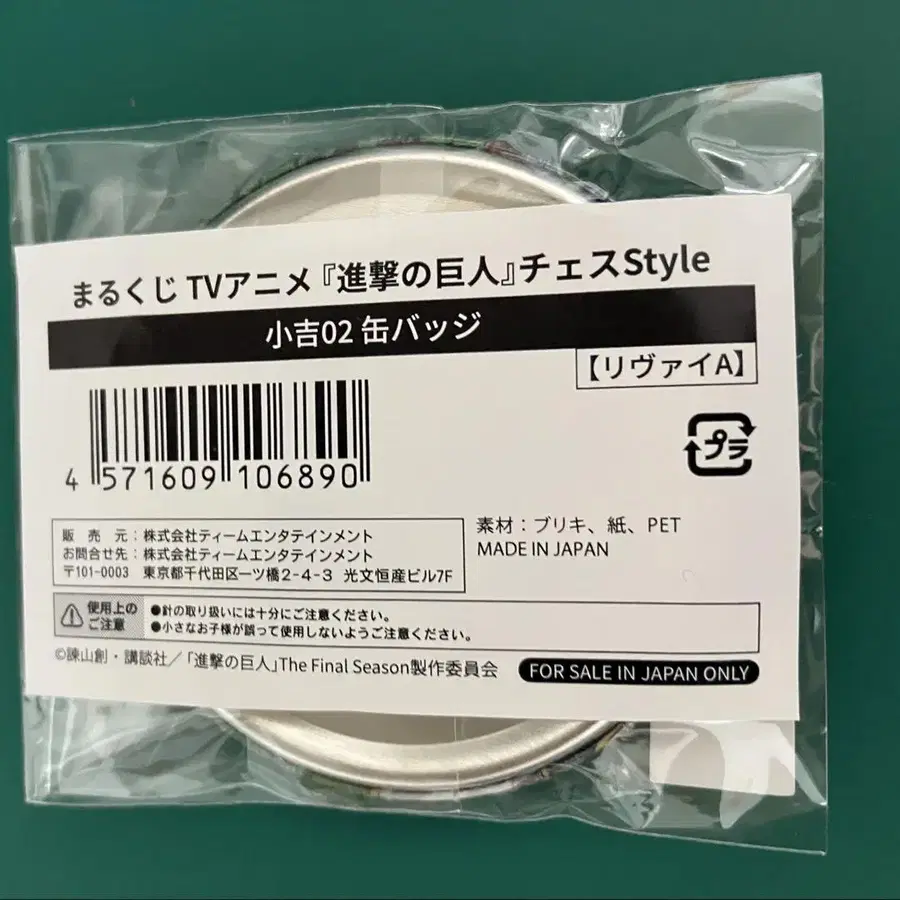 まるくじ TVアニメ『進撃の巨人』チェスStyle
小吉02 缶バッジ
【リヴァイA】
4 571609 106890
プラ
販 売 元：株式会社ティームエンタテインメント
お問合せ先：株式会社ティームエンタテインメント
〒101-0003 東京都千代田区一ツ橋2-4-3 光文恒産ビル7F
素材：ブリキ、紙、PET
MADE IN JAPAN
使用上の
ご注意
●針の取り扱いには十分にご注意ください。
●小さなお子様が誤って使用しないようご注意ください。
©諫山創・講談社／「進撃の巨人」The Final Season製作委員会
FOR SALE IN JAPAN ONLY